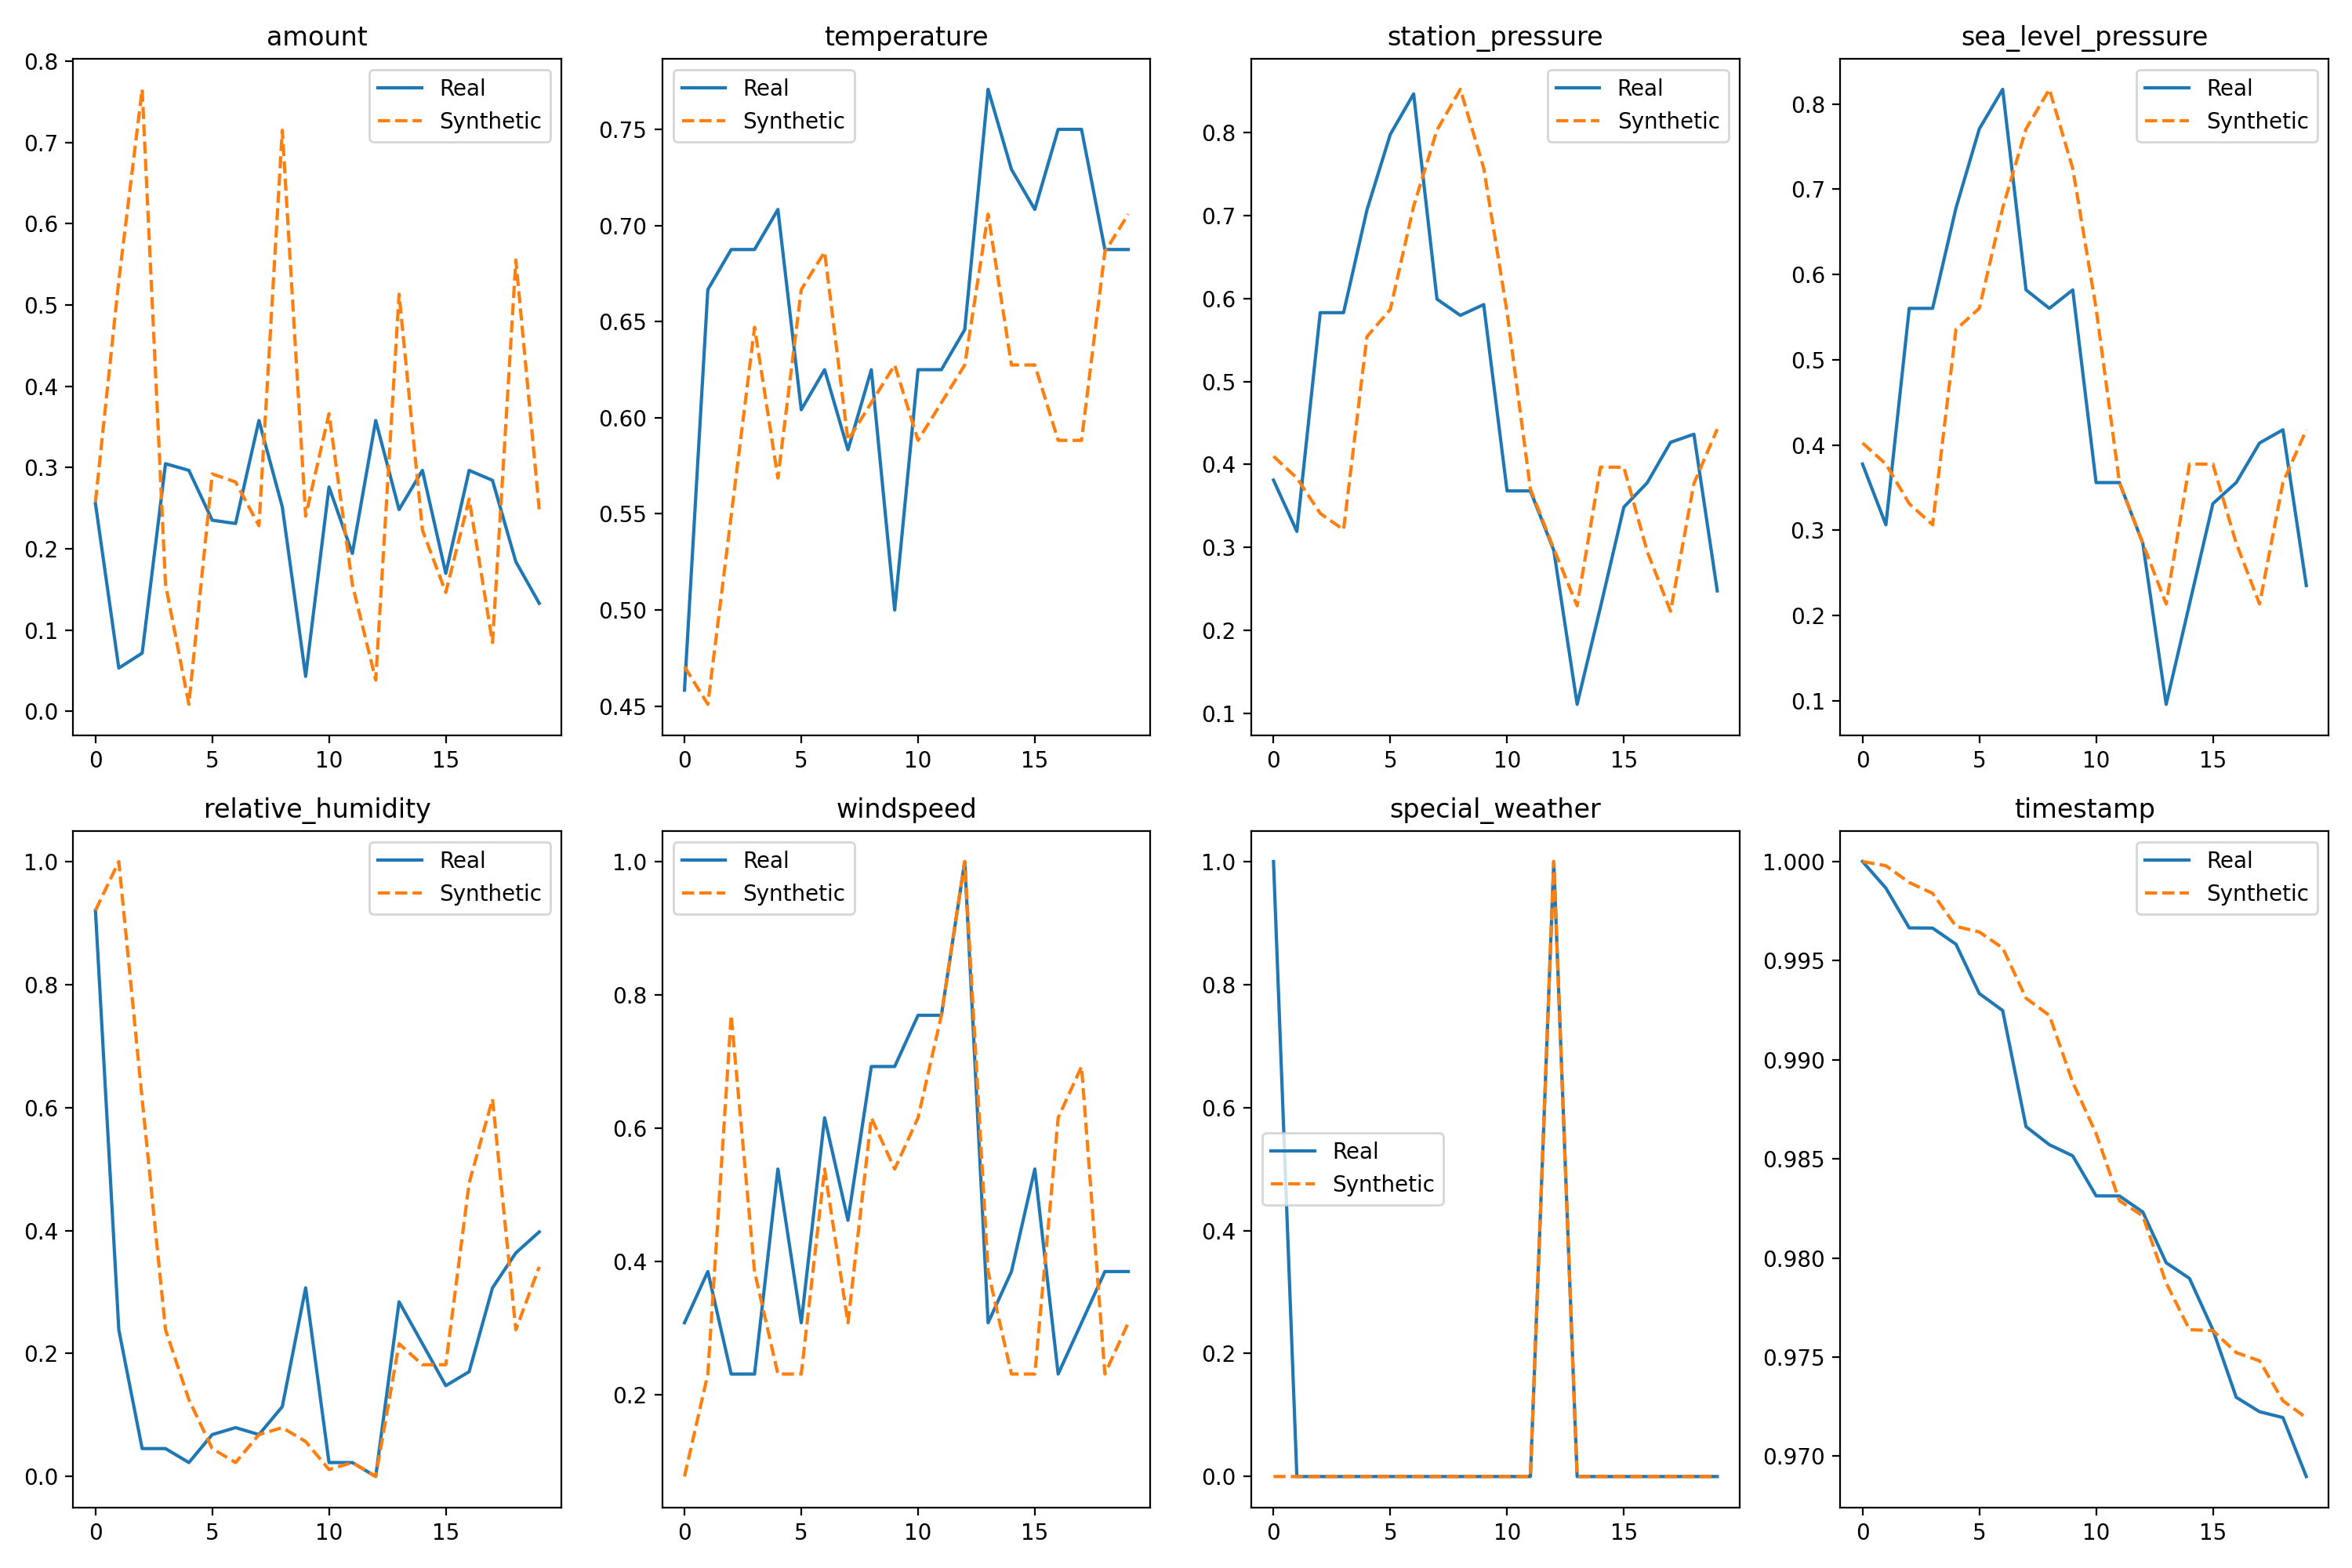 amount
0.8
0.7
0.6
0.5
0.4
0.3
0.2
0.1
0.0
0 5 10 15
Real
Synthetic
temperature
0.75
0.70
0.65
0.60
0.55
0.50
0.45
0 5 10 15
Real
Synthetic
station_pressure
0.8
0.7
0.6
0.5
0.4
0.3
0.2
0.1
0 5 10 15
Real
Synthetic
sea_level_pressure
0.8
0.7
0.6
0.5
0.4
0.3
0.2
0.1
0 5 10 15
Real
Synthetic
relative_humidity
1.0
0.8
0.6
0.4
0.2
0.0
0 5 10 15
Real
Synthetic
windspeed
1.0
0.8
0.6
0.4
0.2
0 5 10 15
Real
Synthetic
special_weather
1.0
0.8
0.6
0.4
0.2
0.0
0 5 10 15
Real
Synthetic
timestamp
1.000
0.995
0.990
0.985
0.980
0.975
0.970
0 5 10 15
Real
Synthetic